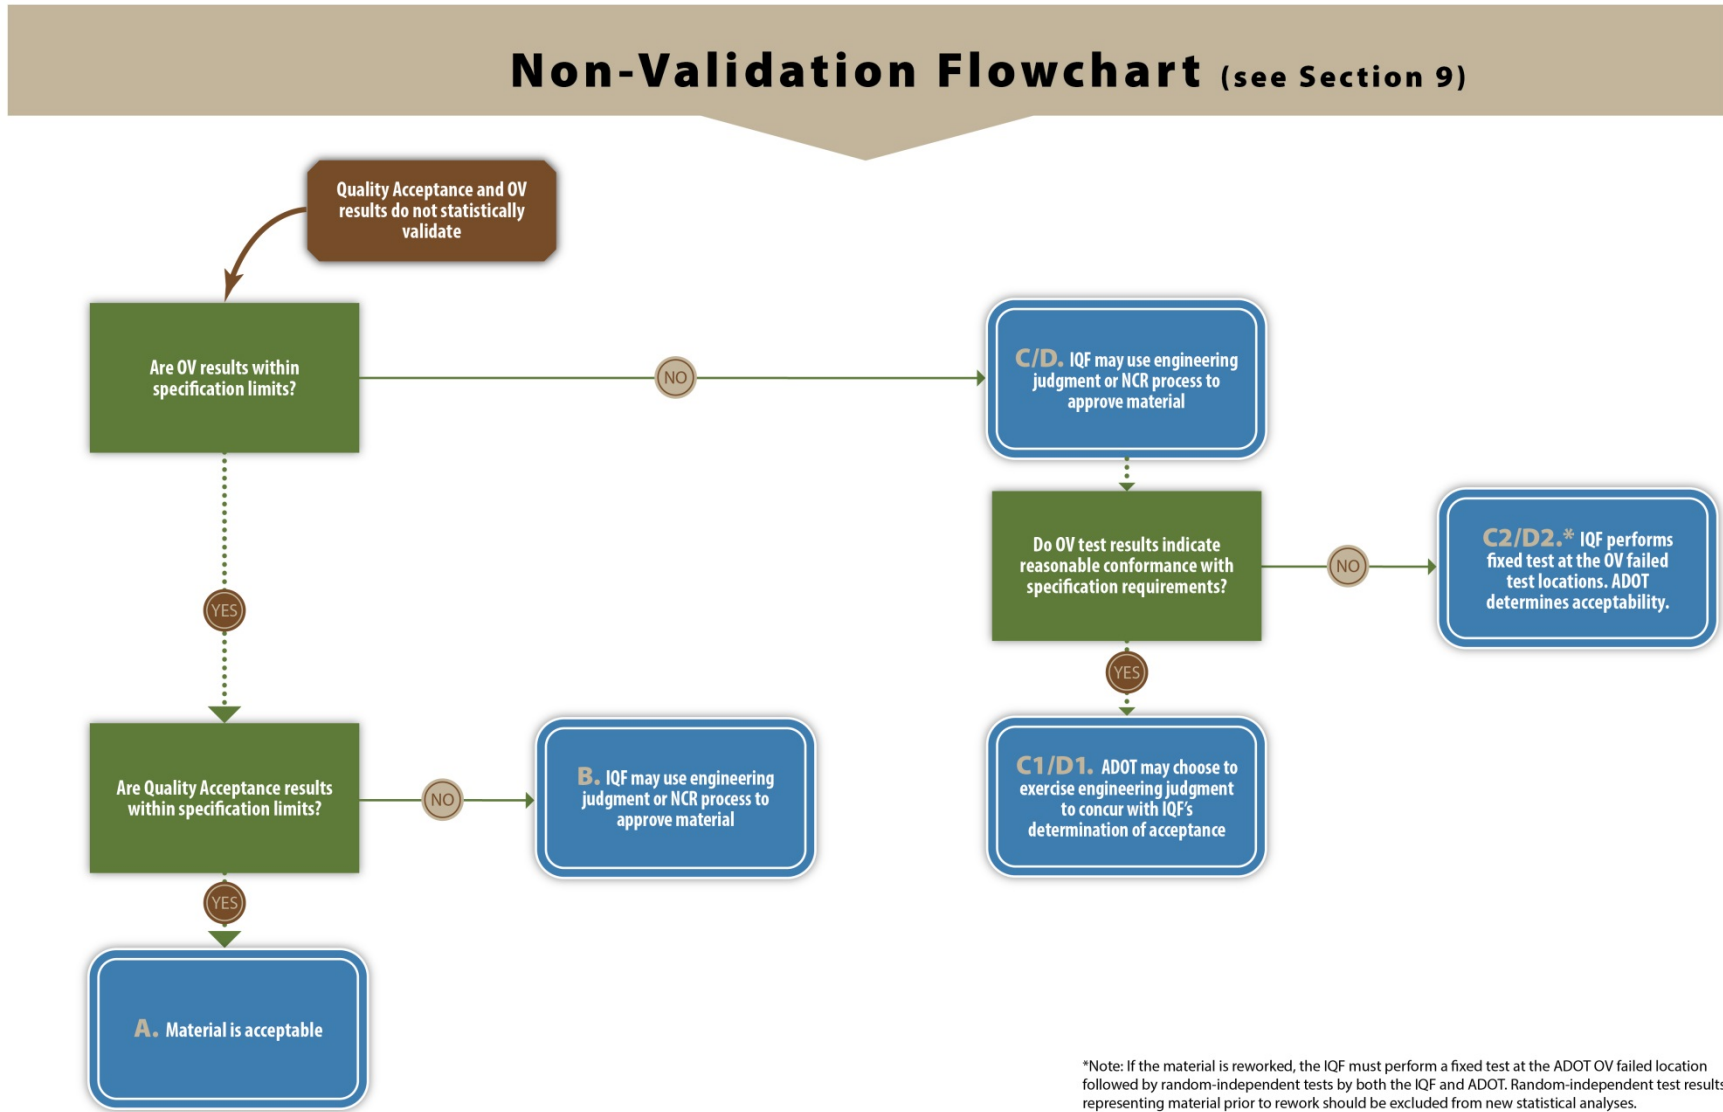 Non-Validation Flowchart (see Section 9)
Quality Acceptance and OV
results do not statistically
validate
Are OV results within
specification limits?
NO
C/D. IQF may use engineering
judgment or NCR process to
approve material
Do OV test results indicate
reasonable conformance with
specification requirements?
NO
C2/D2.* IQF performs
fixed test at the OV failed
test locations. ADOT
determines acceptability.
YES
YES
C1/D1. ADOT may choose to
exercise engineering judgment
to concur with IQF's
determination of acceptance
Are Quality Acceptance results
within specification limits?
NO
B. IQF may use engineering
judgment or NCR process to
approve material
YES
A. Material is acceptable
*Note: If the material is reworked, the IQF must perform a fixed test at the ADOT OV failed location
followed by random-independent tests by both the IQF and ADOT. Random-independent test results
representing material prior to rework should be excluded from new statistical analyses.